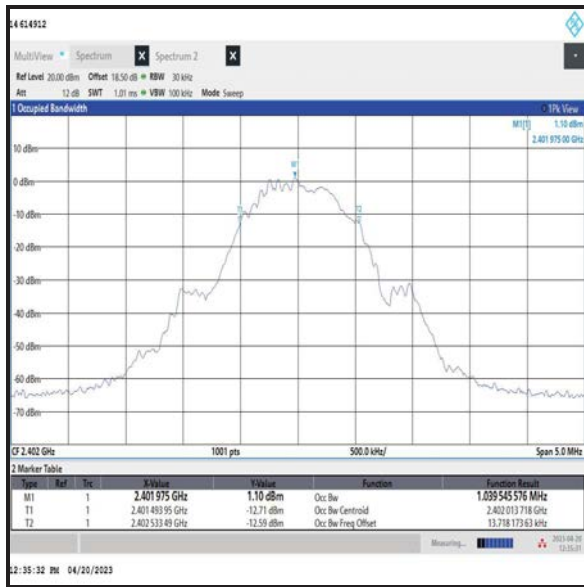 14 614912
MultiView Spectrum X Spectrum 2 X
Ref Level 20.00 dBm Offset 18.50 dB RBW 30 kHz
Att 12 dB SWT 1.01 ms VBW 100 kHz Mode Sweep
1 Occupied Bandwidth 1Pk View
M1[1] 1.10 dBm
2.401 975 00 GHz
10 dBm
M1
0 dBm
-10 dBm T1 T2
-20 dBm
-30 dBm
-40 dBm
-50 dBm
-60 dBm
-70 dBm
CF 2.402 GHz 1001 pts 500.0 kHz/ Span 5.0 MHz
2 Marker Table
Type Ref Trc X-Value Y-Value Function Function Result
M1 1 2.401 975 GHz 1.10 dBm Occ Bw 1.039 545 576 MHz
T1 1 2.401 493 95 GHz -12.71 dBm Occ Bw Centroid 2.402 013 718 GHz
T2 1 2.402 533 49 GHz -12.59 dBm Occ Bw Freq Offset 13.718 173 63 kHz
Measuring... 2023-04-20
12:35:31
12:35:32 PM 04/20/2023